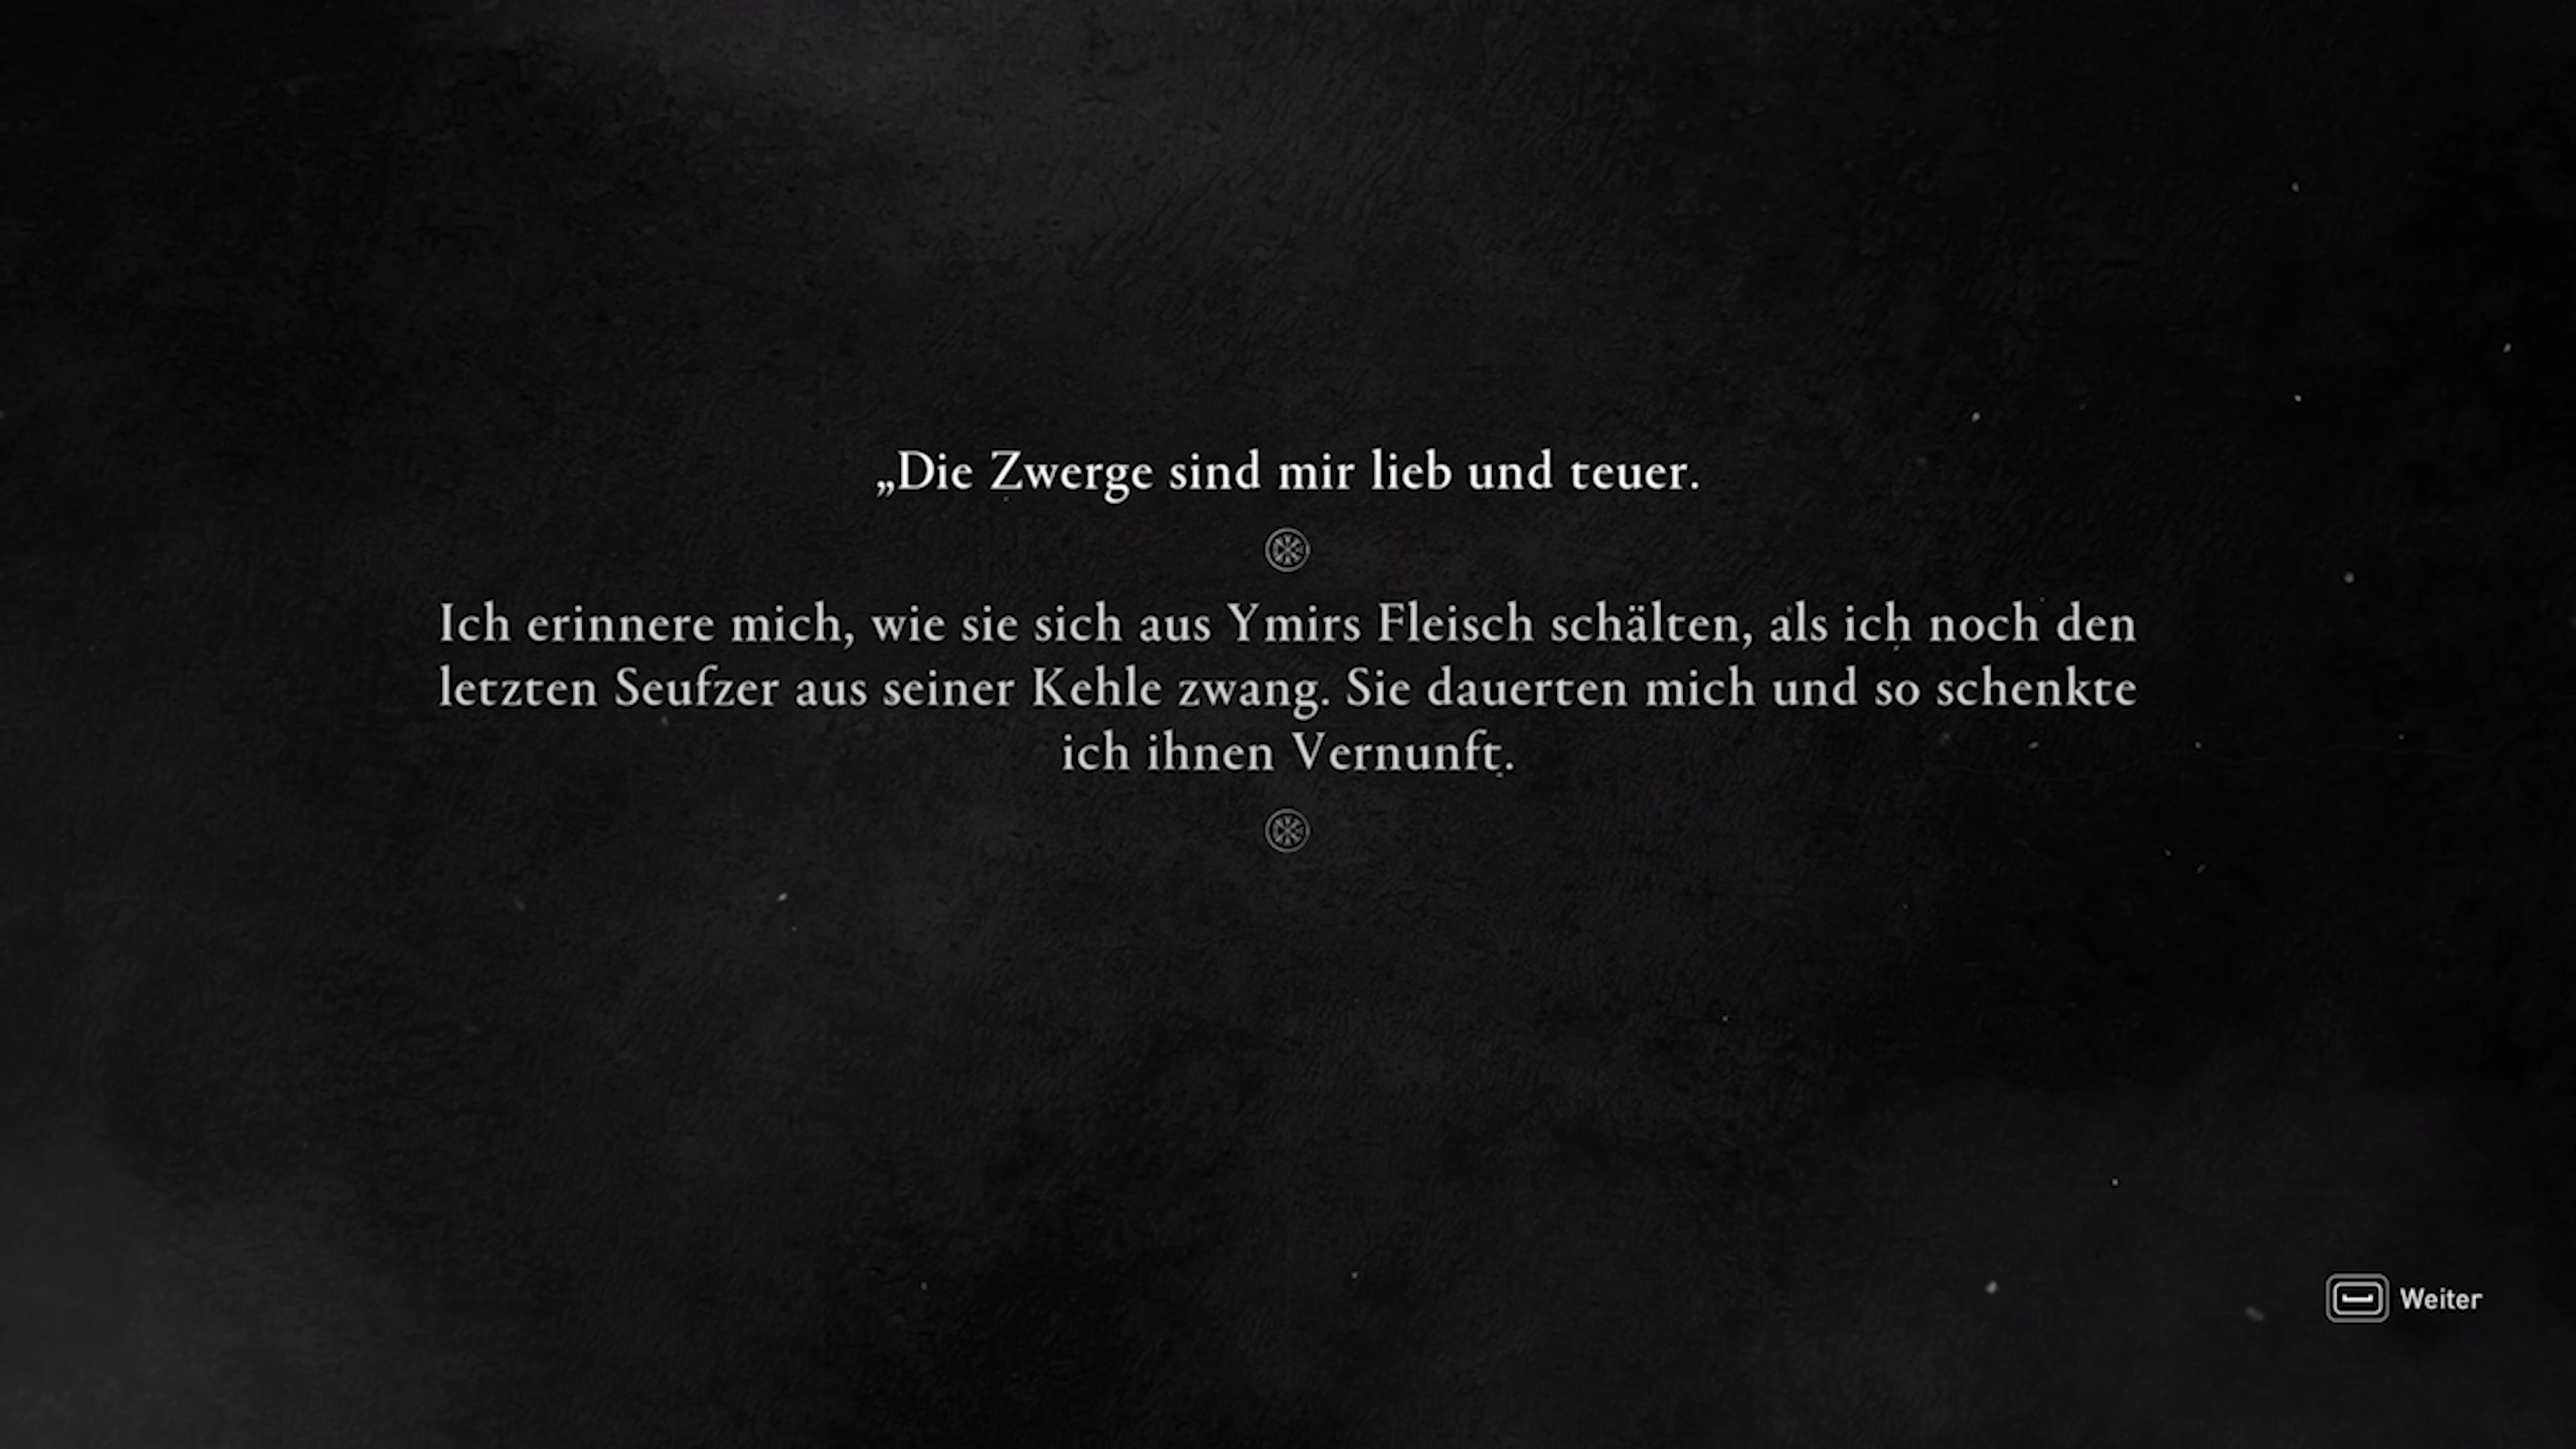 „Die Zwerge sind mir lieb und teuer.
Ich erinnere mich, wie sie sich aus Ymirs Fleisch schälten, als ich noch den
letzten Seufzer aus seiner Kehle zwang. Sie dauerten mich und so schenkte
ich ihnen Vernunft.
Weiter